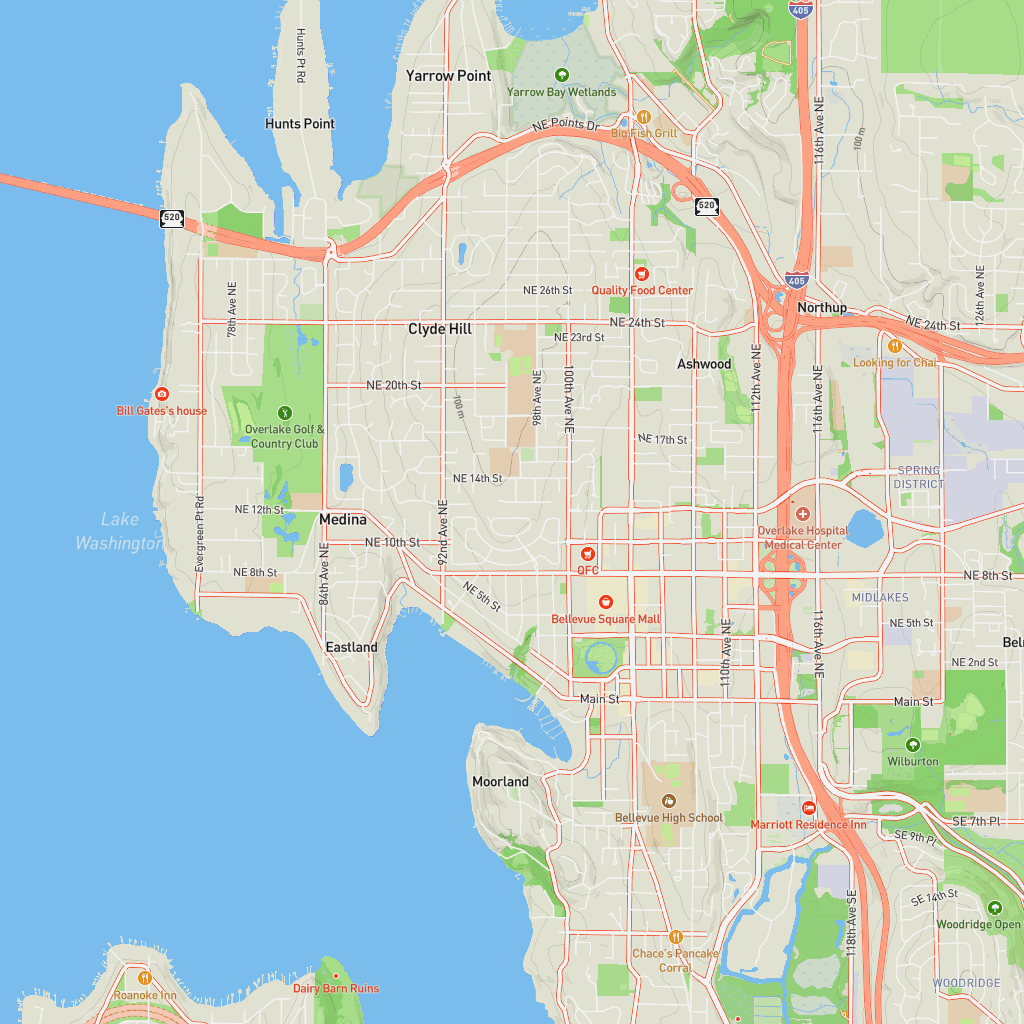 405
Hunts Pt Rd
Yarrow Point
Yarrow Bay Wetlands
Hunts Point
NE Points Dr
Big Fish Grill
116th Ave NE
100 m
520
520
78th Ave NE
NE 26th St
Quality Food Center
405
126th Ave NE
Northup
Clyde Hill
NE 24th St
NE 24th St
NE 23rd St
Looking for Chai
Ashwood
112th Ave NE
NE 20th St
98th Ave NE
100th Ave NE
116th Ave NE
100 m
Bill Gates's house
Overlake Golf &
Country Club
NE 17th St
NE 14th St
SPRING
DISTRICT
Lake
Washington
Evergreen Pt Rd
NE 12th St
Medina
92nd Ave NE
Overlake Hospital
Medical Center
NE 10th St
QFC
NE 8th St
84th Ave NE
NE 8th St
NE 5th St
MIDLAKES
Bellevue Square Mall
110th Ave NE
116th Ave NE
NE 5th St
Eastland
Bel
NE 2nd St
Main St
Main St
Wilburton
Moorland
Bellevue High School
Marriott Residence Inn
SE 7th Pl
SE 9th Pl
SE 14th St
118th Ave SE
Woodridge Open
Chace's Pancake
Corral
Roanoke Inn
Dairy Barn Ruins
WOODRIDGE